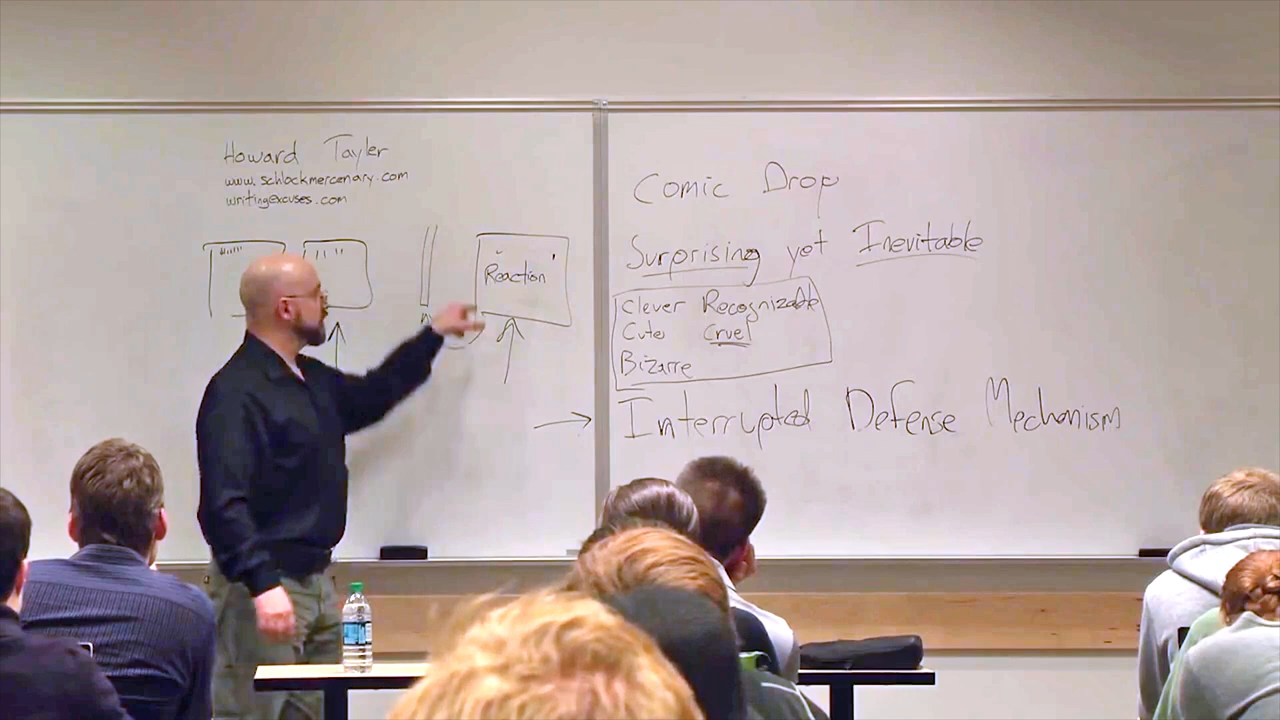 Howard Tayler
www.schlockmercenary.com
writingexcuses.com
Reaction
Comic Drop
Surprising yet Inevitable
Clever Recognizable
Cute Cruel
Bizarre
Interrupted Defense Mechanism